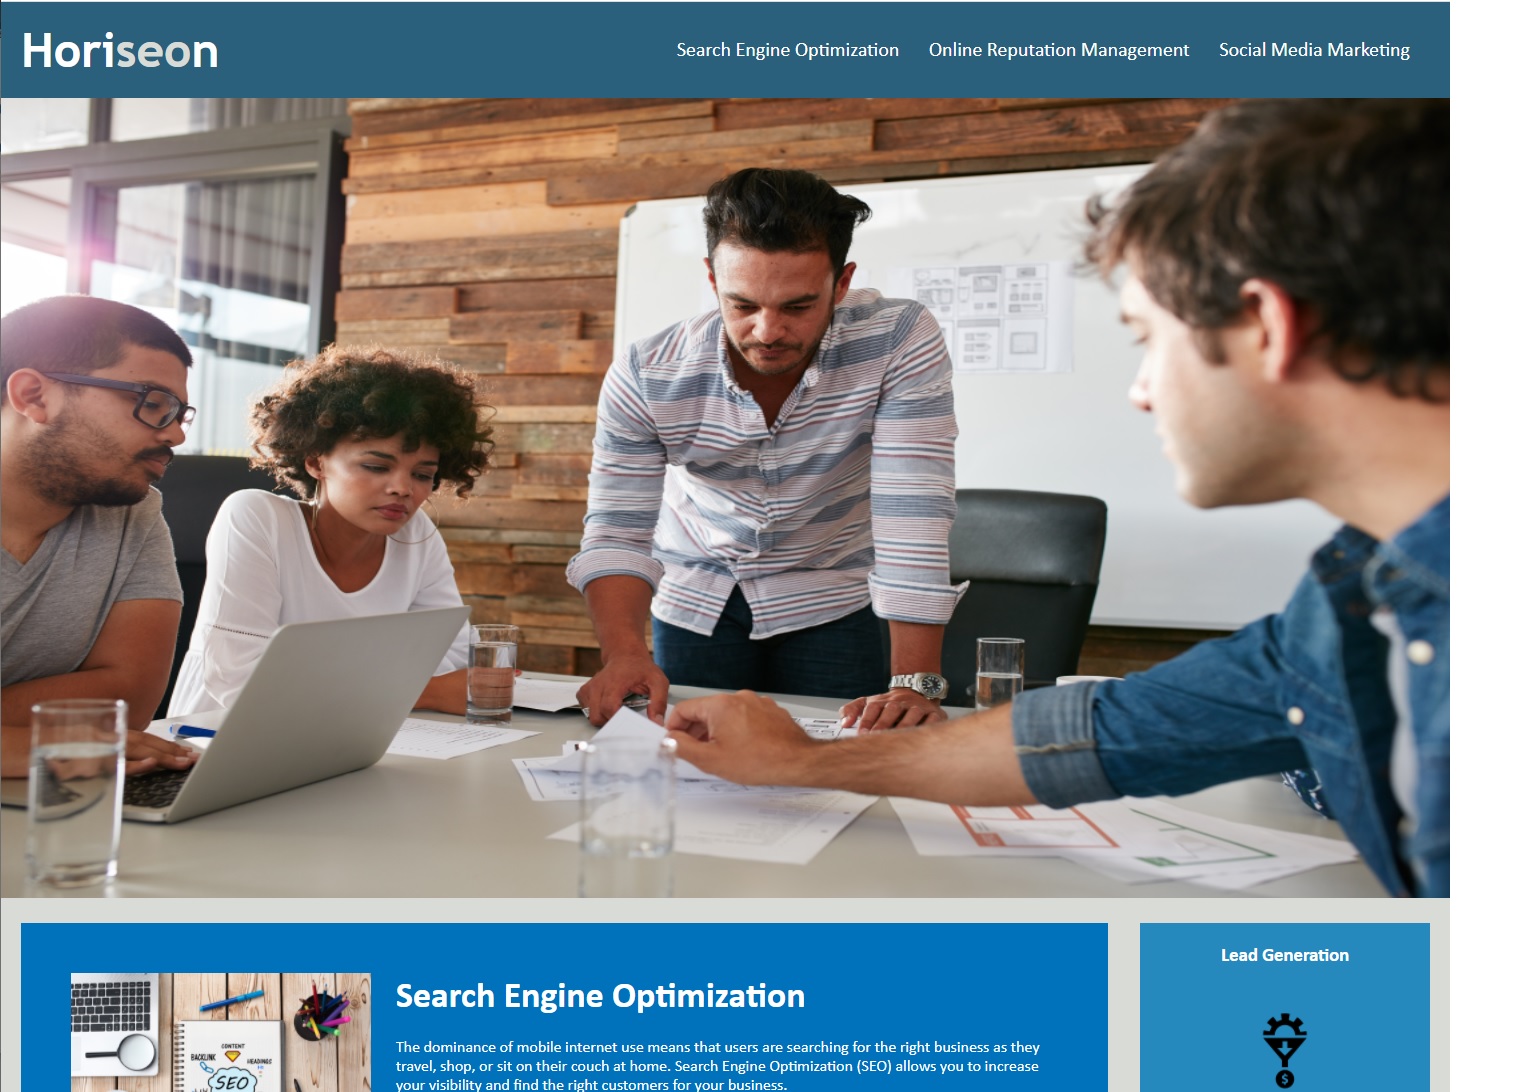 Horiseon
Search Engine Optimization
Online Reputation Management
Social Media Marketing
Search Engine Optimization
The dominance of mobile internet use means that users are searching for the right business as they
travel, shop, or sit on their couch at home. Search Engine Optimization (SEO) allows you to increase
your visibility and find the right customers for your business.
CONTENT
BACKLINK
HEADINGS
SEO
Lead Generation
$